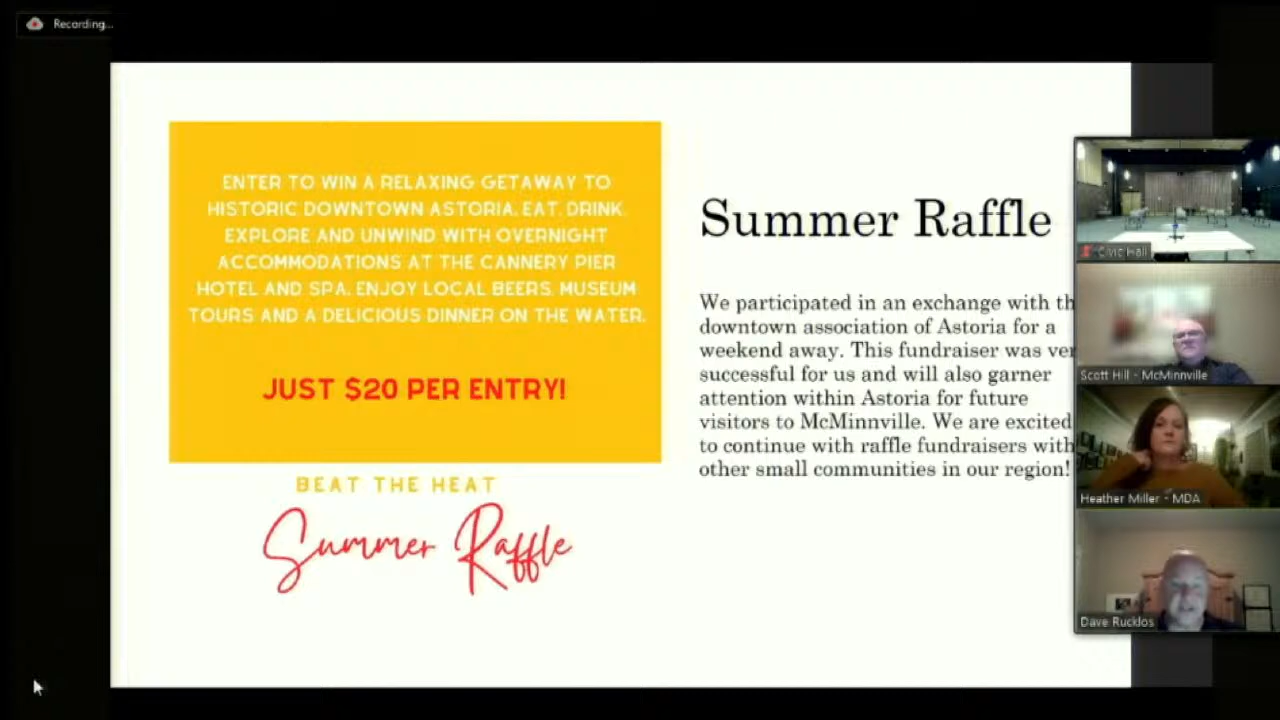 Recording...
ENTER TO WIN A RELAXING GETAWAY TO
HISTORIC DOWNTOWN ASTORIA. EAT, DRINK,
EXPLORE AND UNWIND WITH OVERNIGHT
ACCOMMODATIONS AT THE CANNERY PIER
HOTEL AND SPA. ENJOY LOCAL BEERS, MUSEUM
TOURS AND A DELICIOUS DINNER ON THE WATER.
JUST $20 PER ENTRY!
BEAT THE HEAT
Summer Raffle
Summer Raffle
We participated in an exchange with th
downtown association of Astoria for a
weekend away. This fundraiser was ver
successful for us and will also garner
attention within Astoria for future
visitors to McMinnville. We are excited
to continue with raffle fundraisers with
other small communities in our region!
Civic Hall
Scott Hill - McMinnville
Heather Miller - MDA
Dave Rucklos